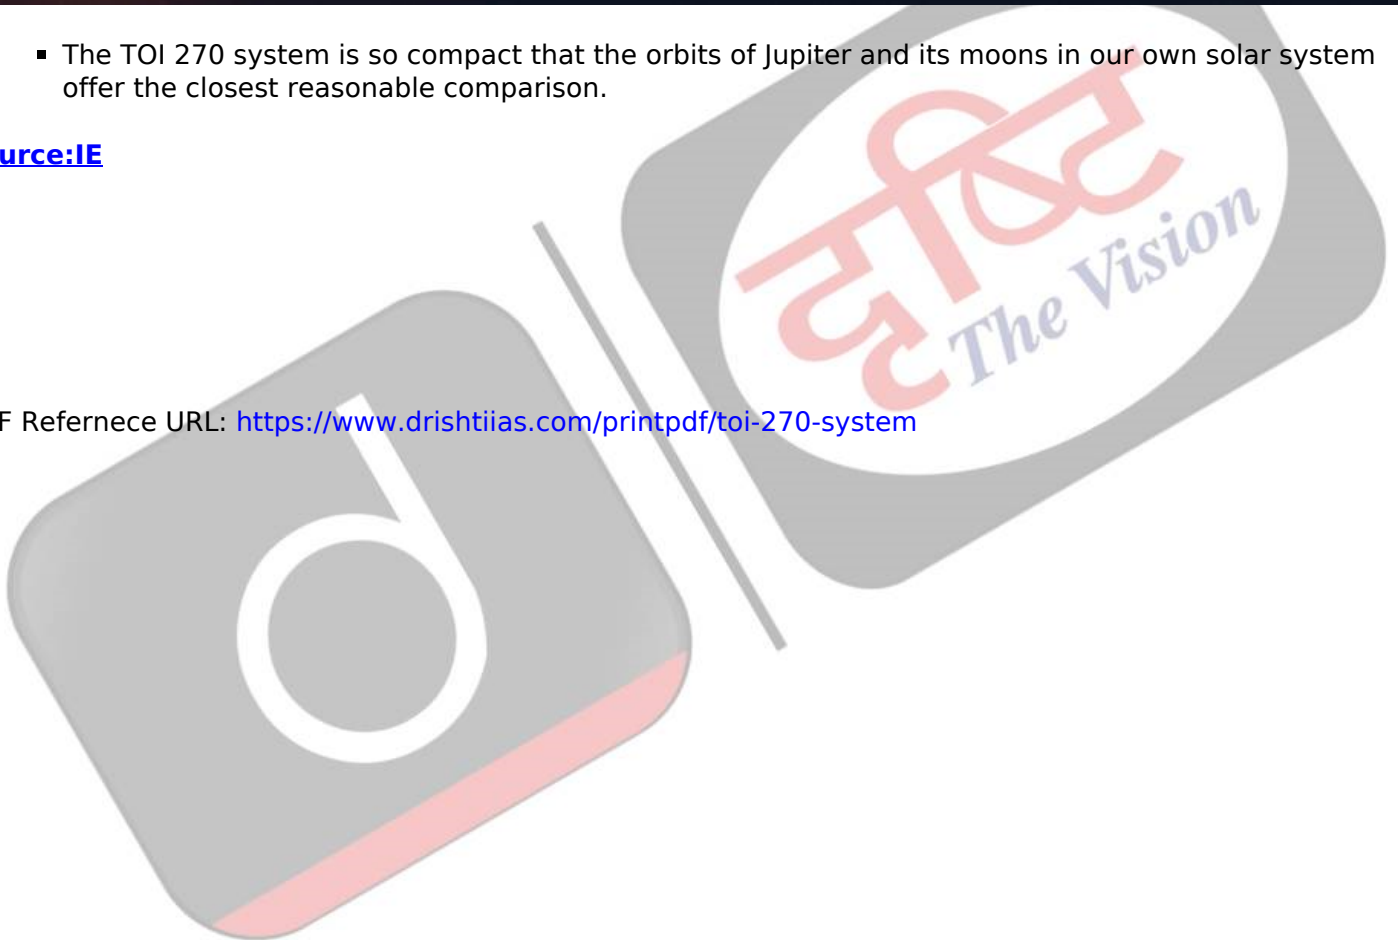 ▪ The TOI 270 system is so compact that the orbits of Jupiter and its moons in our own solar system
offer the closest reasonable comparison.
urce:IE
दृष्टि
The Vision
F Refernece URL: https://www.drishtiias.com/printpdf/toi-270-system
d